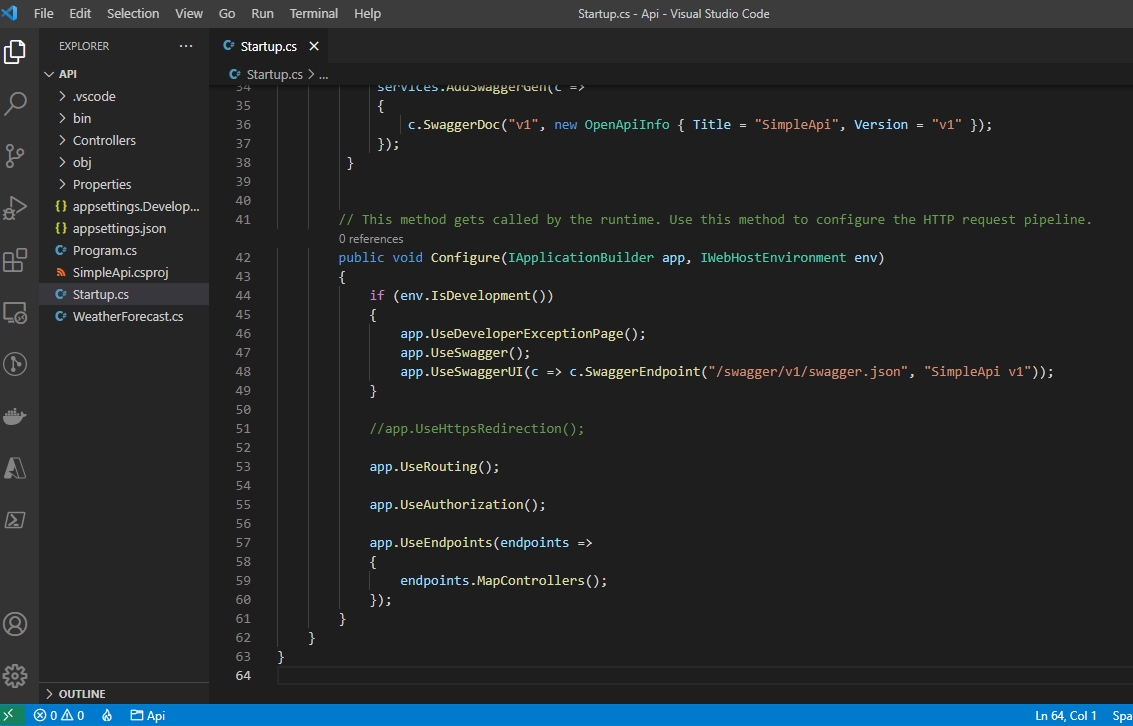 File Edit Selection View Go Run Terminal Help Startup.cs - Api - Visual Studio Code
EXPLORER ...
API
.vscode
bin
Controllers
obj
Properties
{} appsettings.Develop...
{} appsettings.json
C# Program.cs
SimpleApi.csproj
C# Startup.cs
C# WeatherForecast.cs
OUTLINE
C# Startup.cs
C# Startup.cs > ...
34 services.AddSwaggerGen(c =>
35 {
36 c.SwaggerDoc("v1", new OpenApiInfo { Title = "SimpleApi", Version = "v1" });
37 });
38 }
39
40
41 // This method gets called by the runtime. Use this method to configure the HTTP request pipeline.
0 references
42 public void Configure(IApplicationBuilder app, IWebHostEnvironment env)
43 {
44 if (env.IsDevelopment())
45 {
46 app.UseDeveloperExceptionPage();
47 app.UseSwagger();
48 app.UseSwaggerUI(c => c.SwaggerEndpoint("/swagger/v1/swagger.json", "SimpleApi v1"));
49 }
50
51 //app.UseHttpsRedirection();
52
53 app.UseRouting();
54
55 app.UseAuthorization();
56
57 app.UseEndpoints(endpoints =>
58 {
59 endpoints.MapControllers();
60 });
61 }
62 }
63 }
64
0 0 Api Ln 64, Col 1 Spa